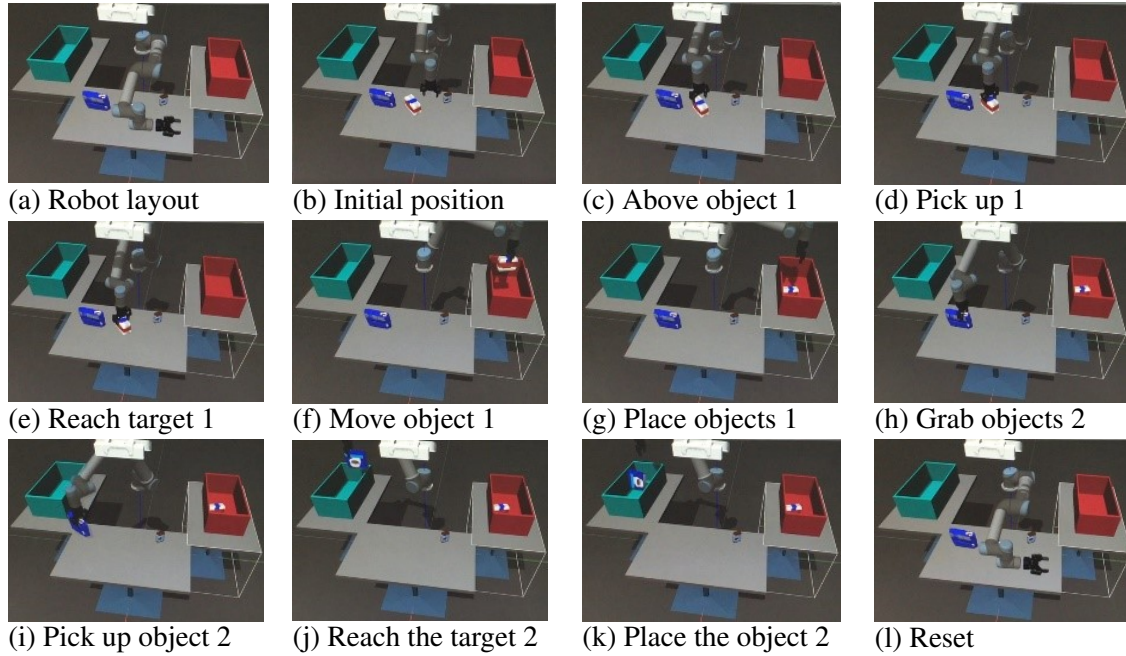 (a) Robot layout
(b) Initial position
(c) Above object 1
(d) Pick up 1
(e) Reach target 1
(f) Move object 1
(g) Place objects 1
(h) Grab objects 2
(i) Pick up object 2
(j) Reach the target 2
(k) Place the object 2
(l) Reset